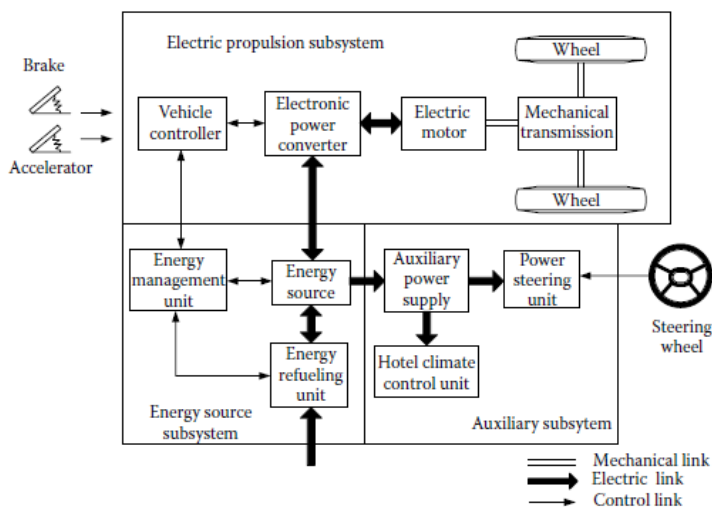 Electric propulsion subsystem
Wheel
Brake
Vehicle
controller
Electronic
power
converter
Electric
motor
Mechanical
transmission
Accelerator
Wheel
Energy
management
unit
Energy
source
Auxiliary
power
supply
Power
steering
unit
Steering
wheel
Energy
refueling
unit
Hotel climate
control unit
Energy source
subsystem
Auxiliary subsytem
Mechanical link
Electric link
Control link